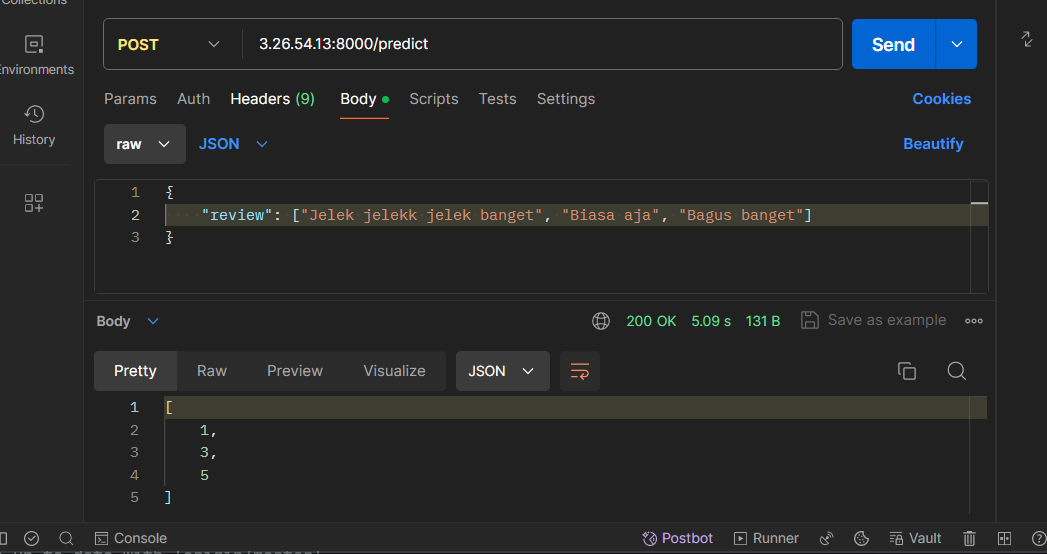 Collections
POST
3.26.54.13:8000/predict
Send
Environments
Params Auth Headers (9) Body Scripts Tests Settings Cookies
History
raw JSON Beautify
1 {
2 "review": ["Jelek jelekk jelek banget", "Biasa aja", "Bagus banget"]
3 }
Body 200 OK 5.09 s 131 B Save as example
Pretty Raw Preview Visualize JSON
1 [
2 1,
3 3,
4 5
5 ]
Console Postbot Runner Vault